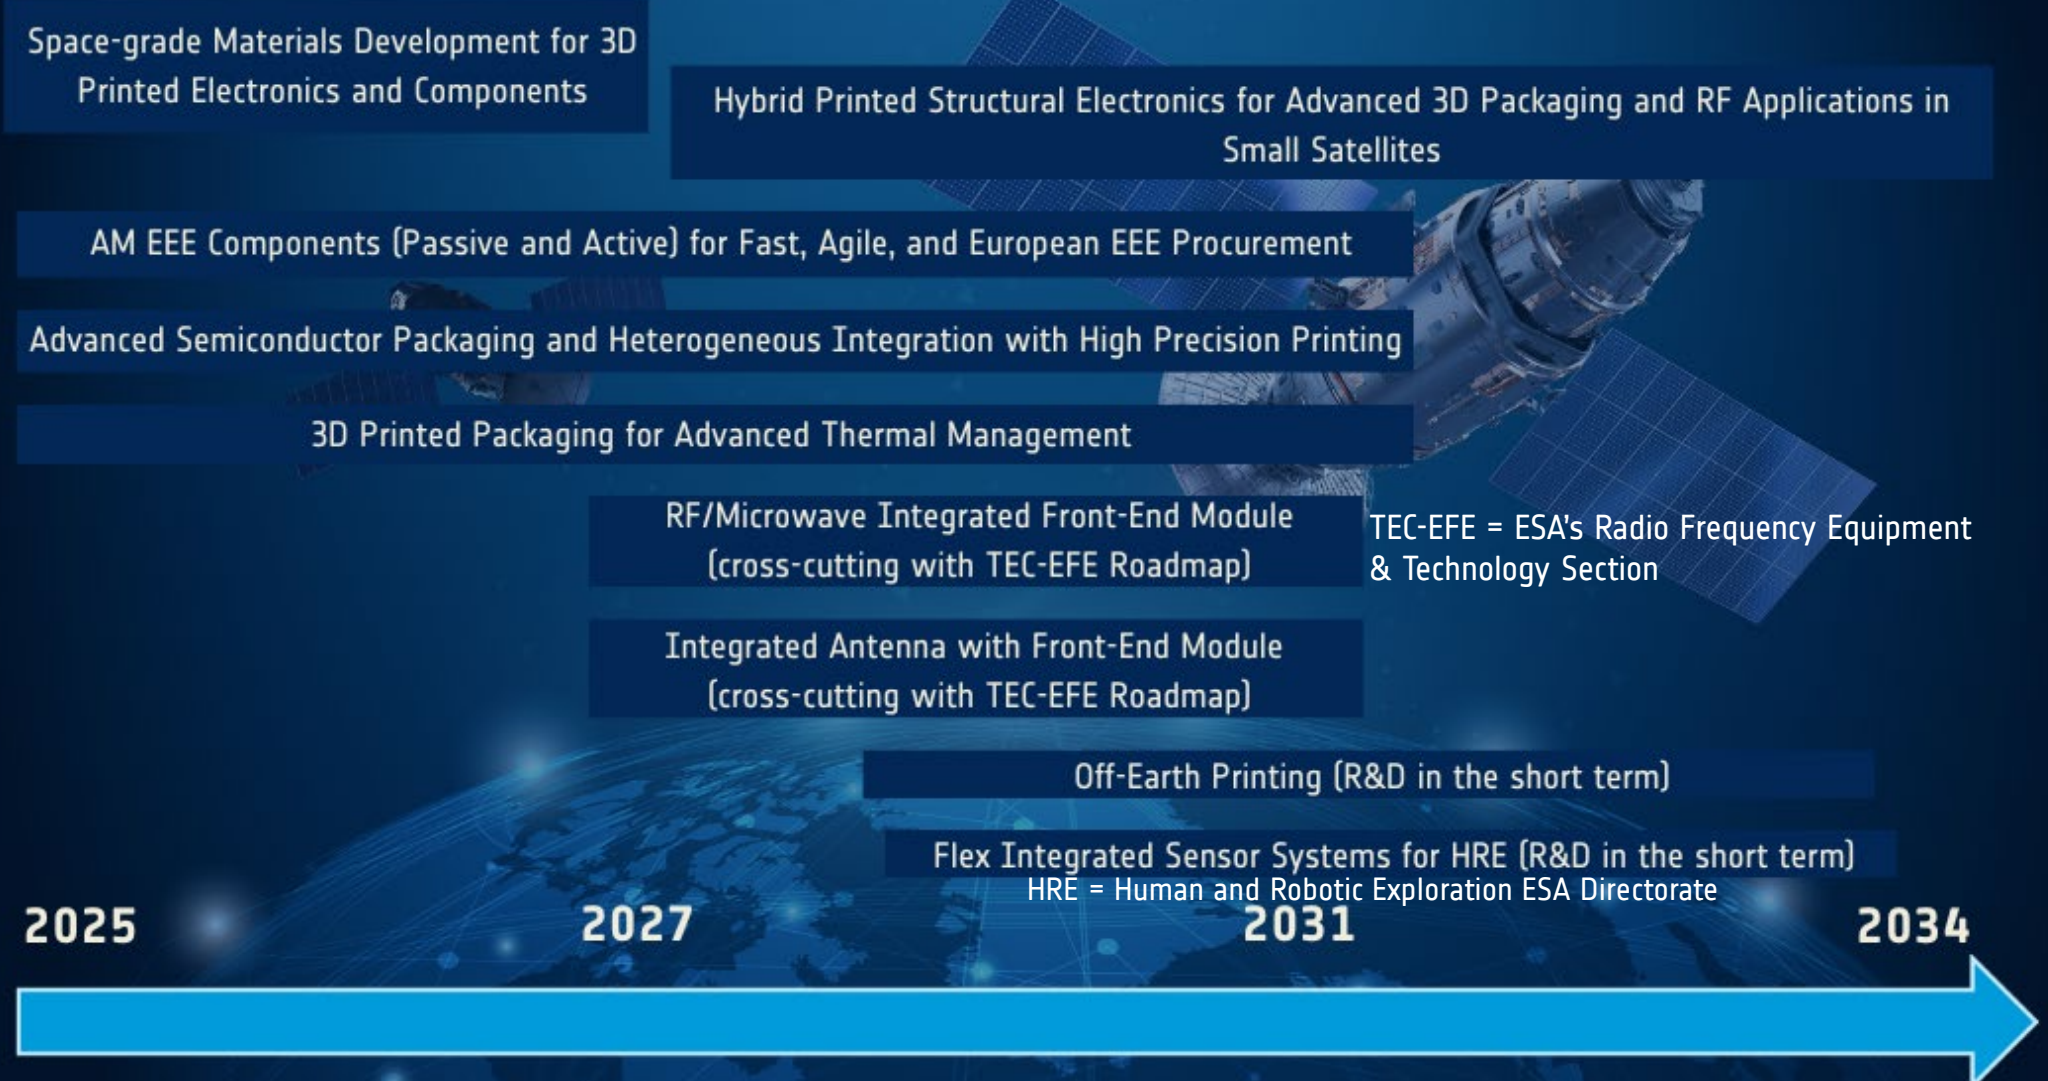 Space-grade Materials Development for 3D
Printed Electronics and Components
Hybrid Printed Structural Electronics for Advanced 3D Packaging and RF Applications in
Small Satellites
AM EEE Components (Passive and Active) for Fast, Agile, and European EEE Procurement
Advanced Semiconductor Packaging and Heterogeneous Integration with High Precision Printing
3D Printed Packaging for Advanced Thermal Management
RF/Microwave Integrated Front-End Module
(cross-cutting with TEC-EFE Roadmap)
TEC-EFE = ESA's Radio Frequency Equipment
& Technology Section
Integrated Antenna with Front-End Module
(cross-cutting with TEC-EFE Roadmap)
Off-Earth Printing (R&D in the short term)
Flex Integrated Sensor Systems for HRE (R&D in the short term)
HRE = Human and Robotic Exploration ESA Directorate
2025
2027
2031
2034